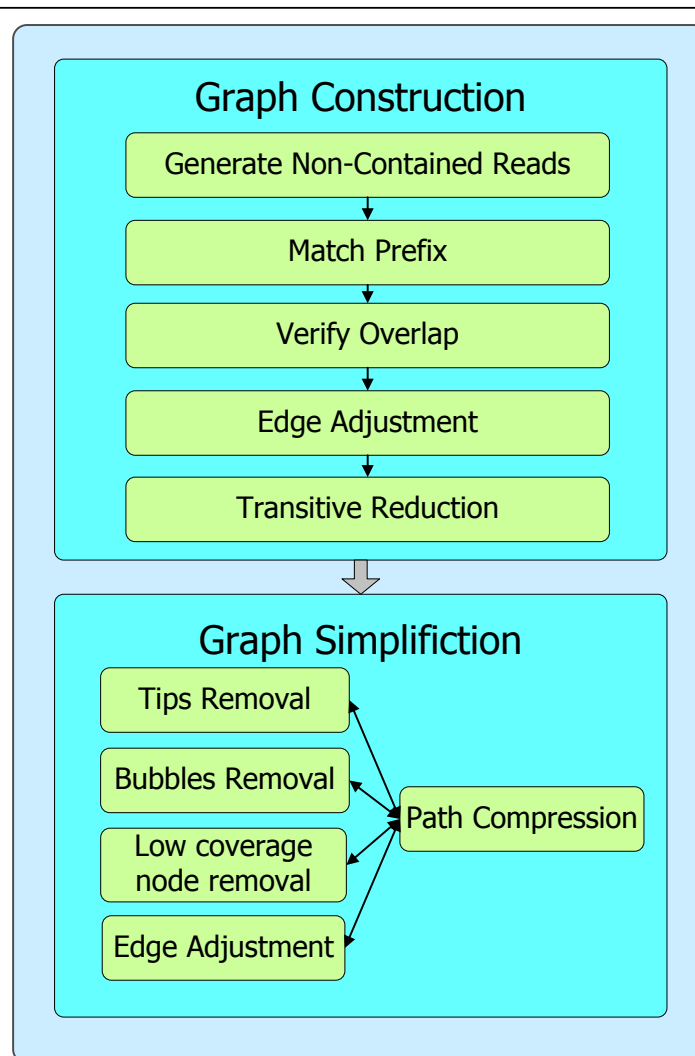 Graph Construction
Generate Non-Contained Reads
Match Prefix
Verify Overlap
Edge Adjustment
Transitive Reduction
Graph Simplifiction
Tips Removal
Bubbles Removal
Low coverage
node removal
Edge Adjustment
Path Compression